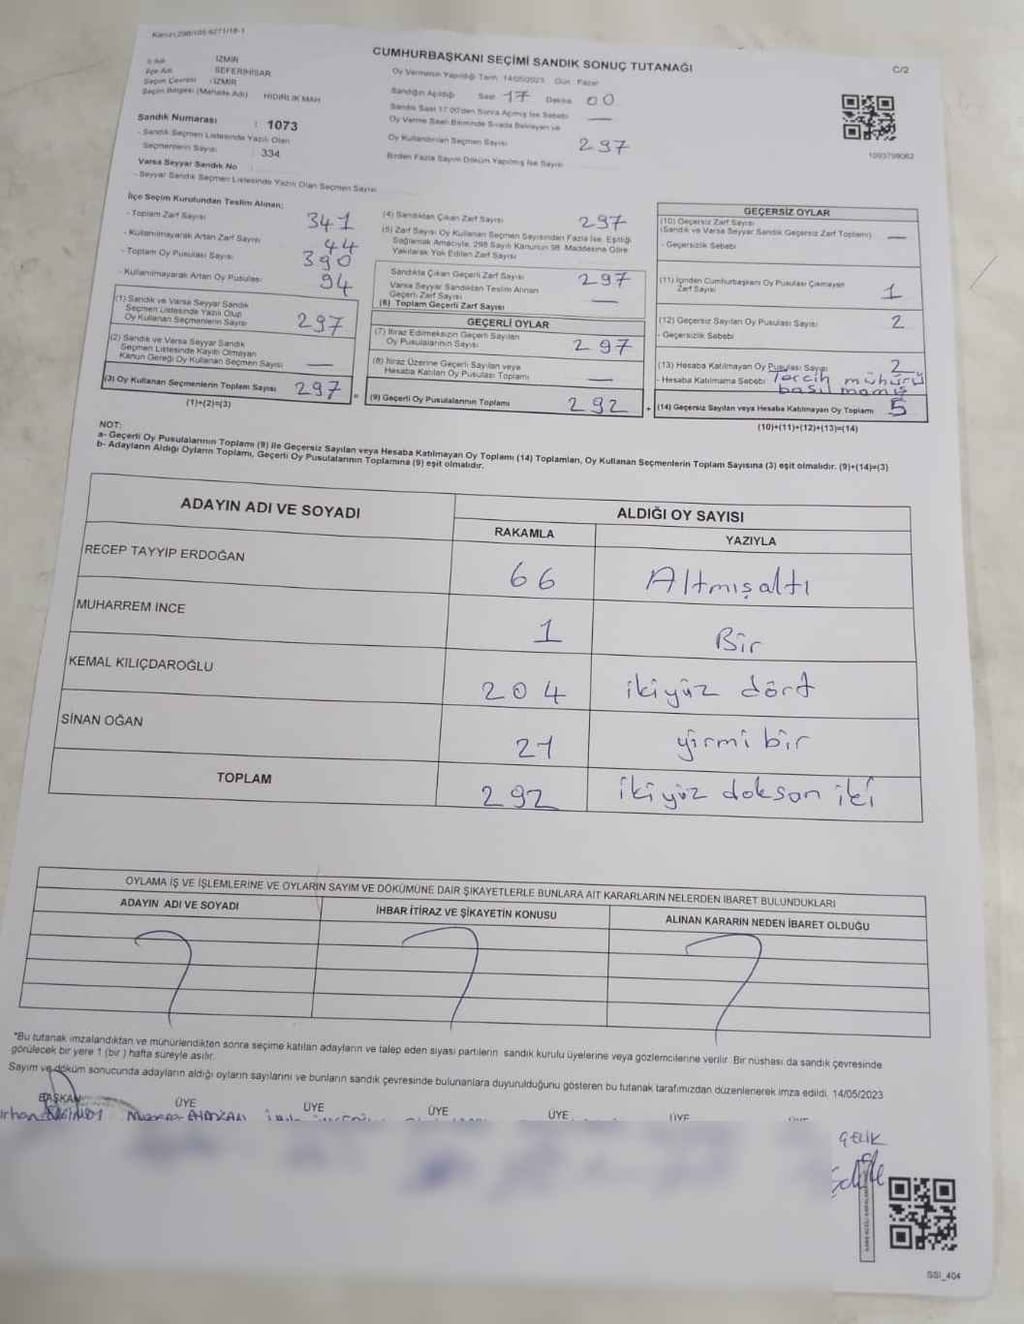 Kanun 298/105 6271/18-1
CUMHURBAŞKANI SEÇİMİ SANDIK SONUÇ TUTANAĞI
C/2
İl Adı İZMİR
İlçe Adı SEFERİHİSAR
Seçim Çevresi İZMİR
Seçim Bölgesi (Mahalle Adı) HIDIRLIK MAH
Sandık Numarası : 1073
- Sandık Seçmen Listesinde Yazılı Olan
Seçmenlerin Sayısı 334
Varsa Seyyar Sandık No
- Seyyar Sandık Seçmen Listesinde Yazılı Olan Seçmen Sayısı
Oy Vermenin Yapıldığı Tarih 14/05/2023 Gün: Pazar
Sandığın Açıldığı Saat 17 Dakika 00
Sandık Saat 17.00'den Sonra Açılmış İse Sebebi —
Oy Verme Saati Bitiminde Sırada Bekleyen ve
Oy Kullandırılan Seçmen Sayısı 297
Birden Fazla Sayım Döküm Yapılmış İse Sayısı
1093799062
İlçe Seçim Kurulundan Teslim Alınan;
- Toplam Zarf Sayısı 341
- Kullanılmayarak Artan Zarf Sayısı 44
- Toplam Oy Pusulası Sayısı 390
- Kullanılmayarak Artan Oy Pusulası 94
(1) Sandık ve Varsa Seyyar Sandık
Seçmen Listesinde Yazılı Olup
Oy Kullanan Seçmenlerin Sayısı 297
(2) Sandık ve Varsa Seyyar Sandık
Seçmen Listesinde Kayıtlı Olmayan
Kanun Gereği Oy Kullanan Seçmen Sayısı —
(3) Oy Kullanan Seçmenlerin Toplam Sayısı 297
(1)+(2)=(3)
(4) Sandıktan Çıkan Zarf Sayısı 297
(5) Zarf Sayısı Oy Kullanan Seçmen Sayısından Fazla İse, Eşitliği
Sağlamak Amacıyla, 298 Sayılı Kanunun 98. Maddesine Göre
Yakılarak Yok Edilen Zarf Sayısı
Sandıkta Çıkan Geçerli Zarf Sayısı 297
Varsa Seyyar Sandıktan Teslim Alınan
Geçerli Zarf Sayısı —
(6) Toplam Geçerli Zarf Sayısı
GEÇERLİ OYLAR
(7) İtiraz Edilmeksizin Geçerli Sayılan
Oy Pusulalarının Sayısı 297
(8) İtiraz Üzerine Geçerli Sayılan veya
Hesaba Katılan Oy Pusulası Toplamı —
(9) Geçerli Oy Pusulalarının Toplamı 292
GEÇERSİZ OYLAR
(10) Geçersiz Zarf Sayısı
(Sandık ve Varsa Seyyar Sandık Geçersiz Zarf Toplamı) —
- Geçersizlik Sebebi
(11) İçinden Cumhurbaşkanı Oy Pusulası Çıkmayan
Zarf Sayısı 1
(12) Geçersiz Sayılan Oy Pusulası Sayısı 2
- Geçersizlik Sebebi
(13) Hesaba Katılmayan Oy Pusulası Sayısı 2
- Hesaba Katılmama Sebebi Tercih mühürü
basılmamış
(14) Geçersiz Sayılan veya Hesaba Katılmayan Oy Toplamı 5
(10)+(11)+(12)+(13)=(14)
NOT:
a- Geçerli Oy Pusulalarının Toplamı (9) ile Geçersiz Sayılan veya Hesaba Katılmayan Oy Toplamı (14) Toplamları, Oy Kullanan Seçmenlerin Toplam Sayısına (3) eşit olmalıdır. (9)+(14)=(3)
b- Adayların Aldığı Oyların Toplamı, Geçerli Oy Pusulalarının Toplamına (9) eşit olmalıdır.
ADAYIN ADI VE SOYADI ALDIĞI OY SAYISI
RAKAMLA YAZIYLA
RECEP TAYYİP ERDOĞAN 66 Altmışaltı
MUHARREM İNCE 1 Bir
KEMAL KILIÇDAROĞLU 204 ikiyüz dört
SİNAN OĞAN 21 yirmi bir
TOPLAM 292 ikiyüz doksan iki
OYLAMA İŞ VE İŞLEMLERİNE VE OYLARIN SAYIM VE DÖKÜMÜNE DAİR ŞİKAYETLERLE BUNLARA AİT KARARLARIN NELERDEN İBARET BULUNDUKLARI
ADAYIN ADI VE SOYADI İHBAR İTİRAZ VE ŞİKAYETİN KONUSU ALINAN KARARIN NEDEN İBARET OLDUĞU
"Bu tutanak imzalandıktan ve mühürlendikten sonra seçime katılan adayların ve talep eden siyasi partilerin sandık kurulu üyelerine veya gözlemcilerine verilir. Bir nüshası da sandık çevresinde
görülecek bir yere 1 (bir) hafta süreyle asılır.
Sayım ve döküm sonucunda adayların aldığı oyların sayılarını ve bunların sandık çevresinde bulunanlara duyurulduğunu gösteren bu tutanak tarafımızdan düzenlenerek imza edildi. 14/05/2023
BAŞKAN ÜYE ÜYE ÜYE ÜYE ÜYE
ÇELİK
SSI_404